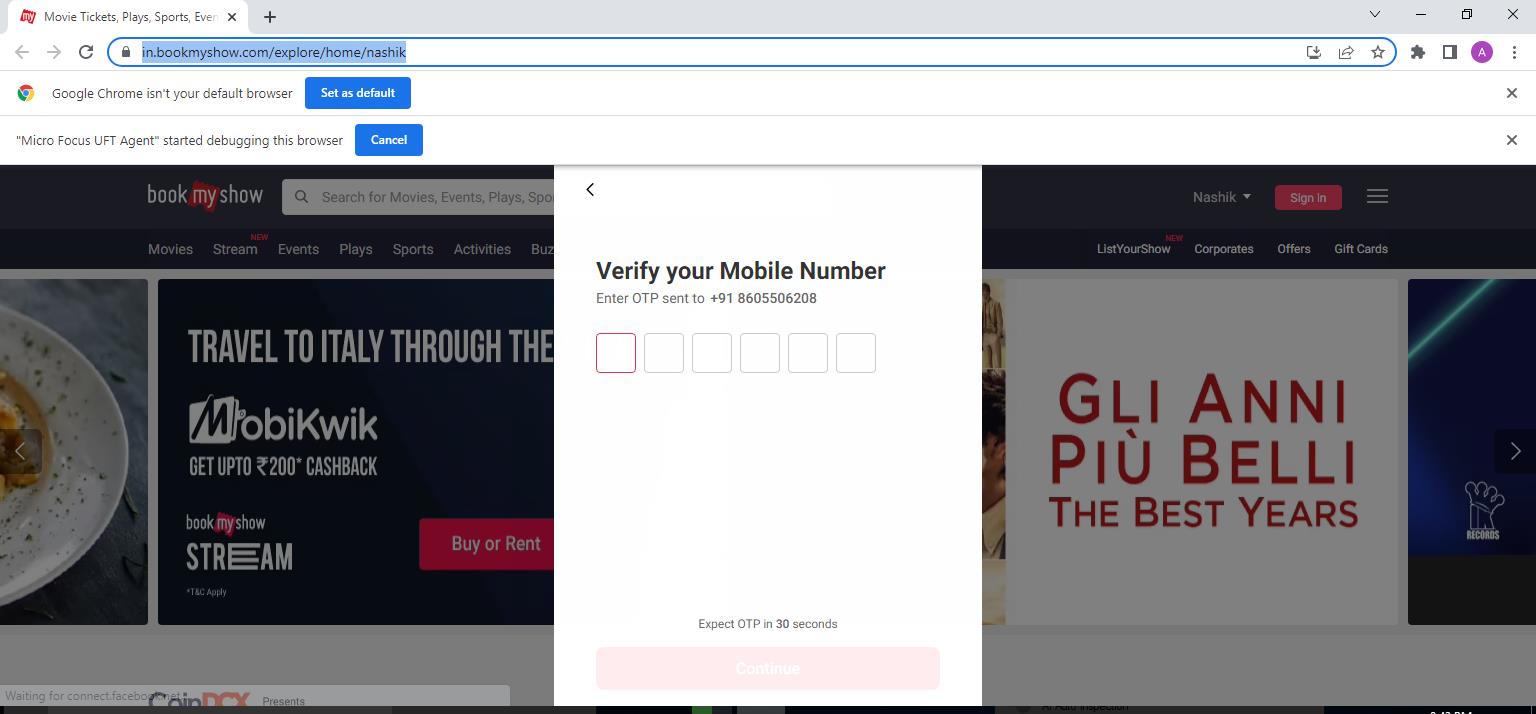 Movie Tickets, Plays, Sports, Even
in.bookmyshow.com/explore/home/nashik
A
Google Chrome isn't your default browser
Set as default
"Micro Focus UFT Agent" started debugging this browser
Cancel
book my show
Search for Movies, Events, Plays, Spo
Nashik
Sign in
Movies
Stream
NEW
Events
Plays
Sports
Activities
Buz
ListYourShow
NEW
Corporates
Offers
Gift Cards
Verify your Mobile Number
Enter OTP sent to +91 8605506208
TRAVEL TO ITALY THROUGH THE
MobiKwik
GET UPTO ₹200* CASHBACK
book my show
STREAM
Buy or Rent
*T&C Apply
GLI ANNI
PIÙ BELLI
THE BEST YEARS
RECORDS
Expect OTP in 30 seconds
Continue
Waiting for connect.facebook.net...
CoinDCX
Presents